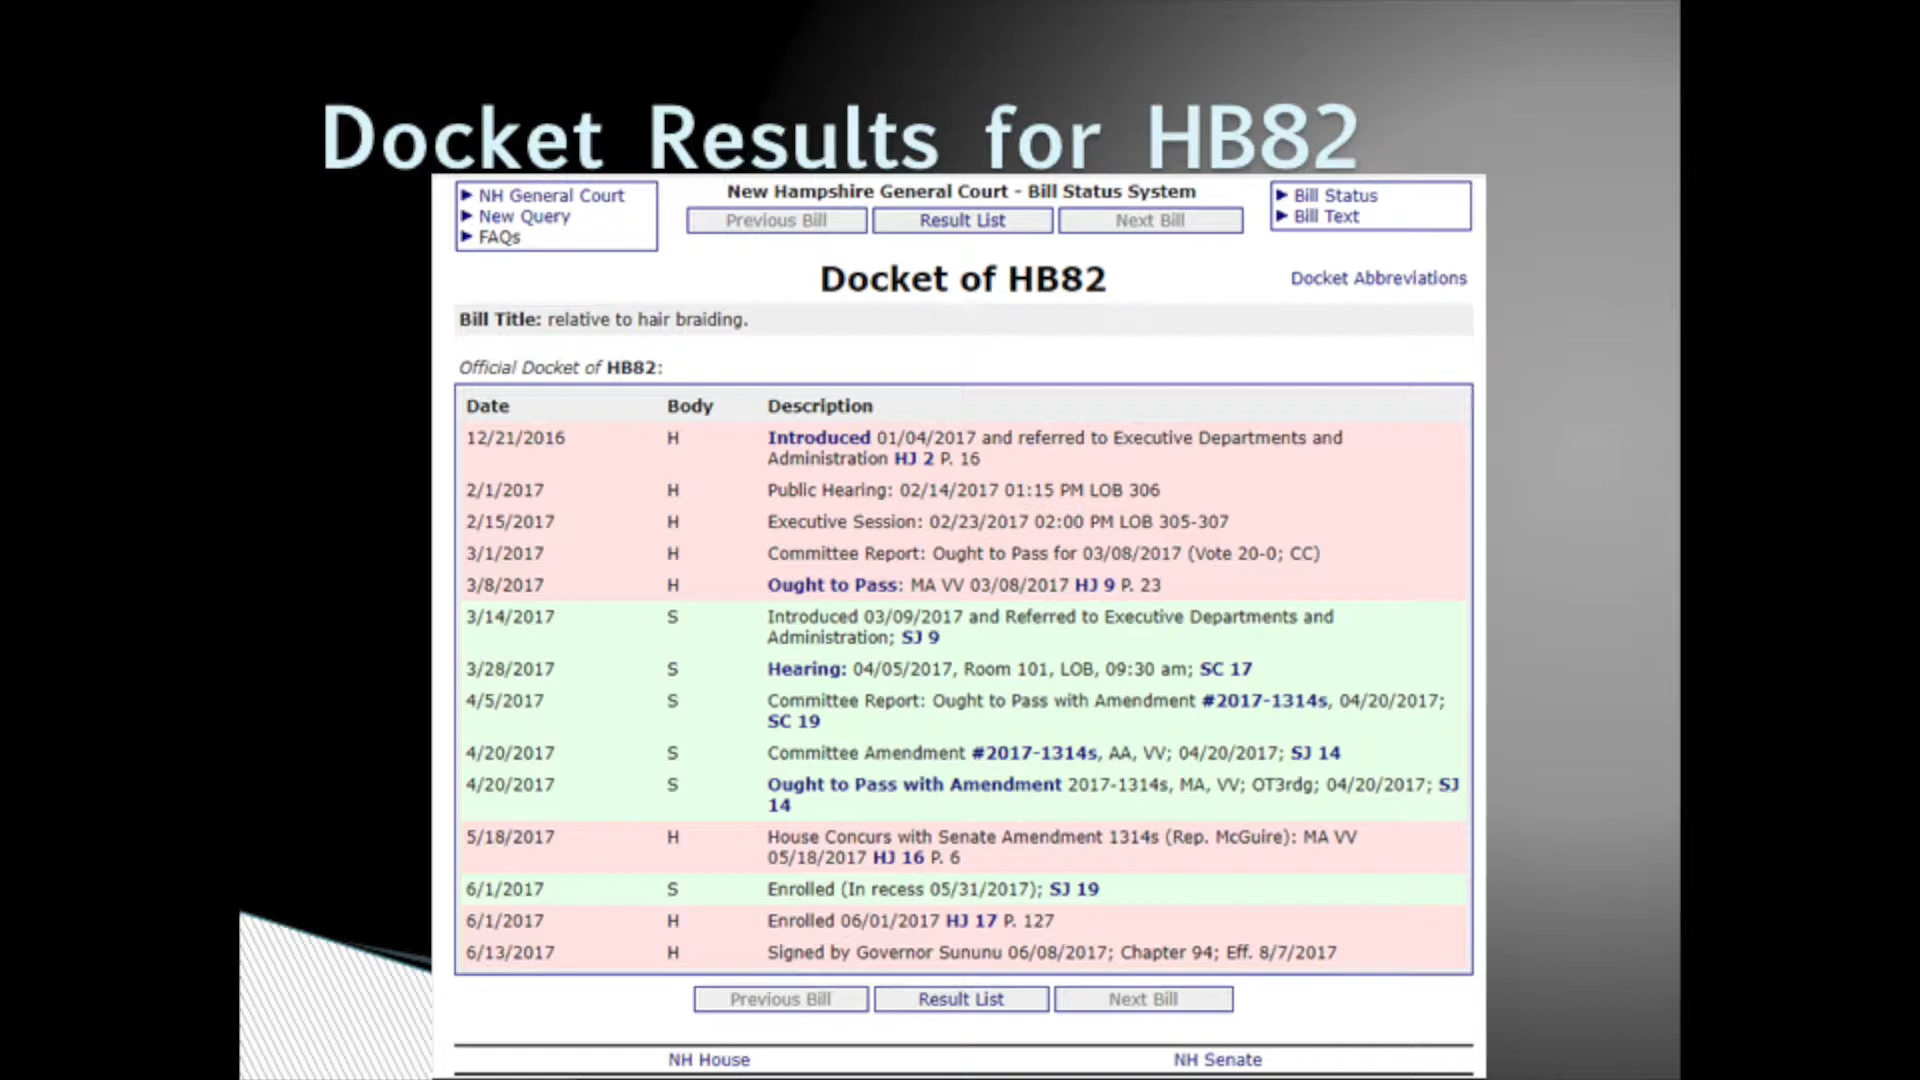 Docket Results for HB82
NH General Court
New Query
FAQs
New Hampshire General Court - Bill Status System
Previous Bill Result List Next Bill
Bill Status
Bill Text
Docket of HB82
Docket Abbreviations
Bill Title: relative to hair braiding.
Official Docket of HB82:
Date Body Description
12/21/2016 H Introduced 01/04/2017 and referred to Executive Departments and
Administration HJ 2 P. 16
2/1/2017 H Public Hearing: 02/14/2017 01:15 PM LOB 306
2/15/2017 H Executive Session: 02/23/2017 02:00 PM LOB 305-307
3/1/2017 H Committee Report: Ought to Pass for 03/08/2017 (Vote 20-0; CC)
3/8/2017 H Ought to Pass: MA VV 03/08/2017 HJ 9 P. 23
3/14/2017 S Introduced 03/09/2017 and Referred to Executive Departments and
Administration; SJ 9
3/28/2017 S Hearing: 04/05/2017, Room 101, LOB, 09:30 am; SC 17
4/5/2017 S Committee Report: Ought to Pass with Amendment #2017-1314s, 04/20/2017;
SC 19
4/20/2017 S Committee Amendment #2017-1314s, AA, VV; 04/20/2017; SJ 14
4/20/2017 S Ought to Pass with Amendment 2017-1314s, MA, VV; OT3rdg; 04/20/2017; SJ
14
5/18/2017 H House Concurs with Senate Amendment 1314s (Rep. McGuire): MA VV
05/18/2017 HJ 16 P. 6
6/1/2017 S Enrolled (In recess 05/31/2017); SJ 19
6/1/2017 H Enrolled 06/01/2017 HJ 17 P. 127
6/13/2017 H Signed by Governor Sununu 06/08/2017; Chapter 94; Eff. 8/7/2017
Previous Bill Result List Next Bill
NH House NH Senate